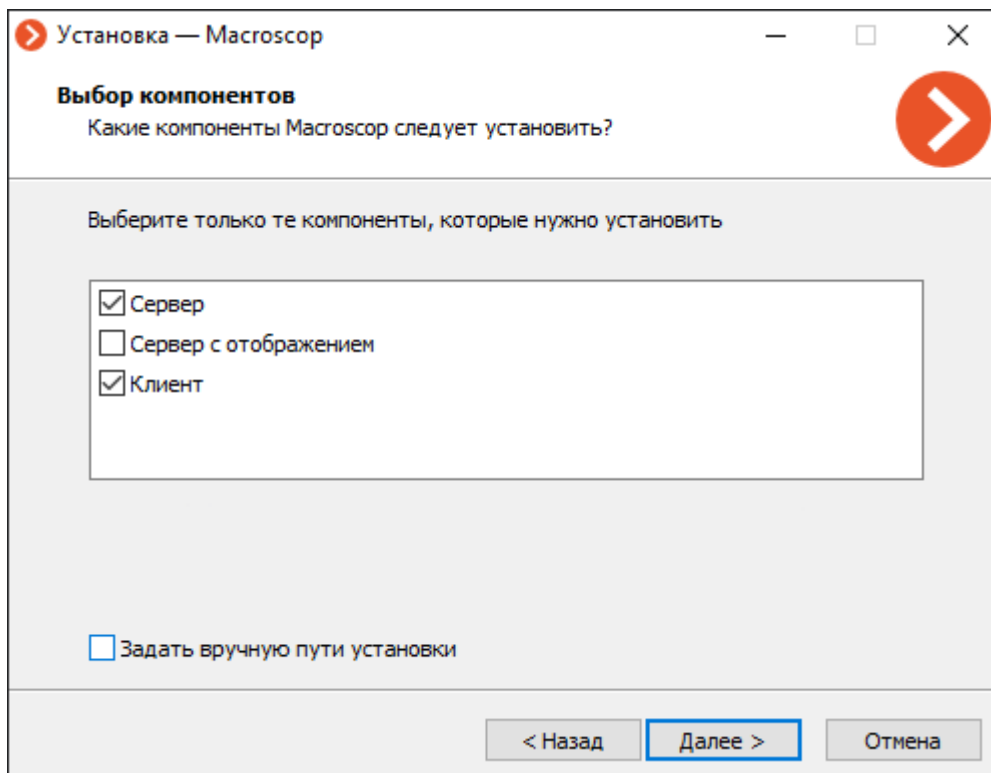 Установка — Macroscop
Выбор компонентов
Какие компоненты Macroscop следует установить?
Выберите только те компоненты, которые нужно установить
Сервер
Сервер с отображением
Клиент
Задать вручную пути установки
< Назад
Далее >
Отмена